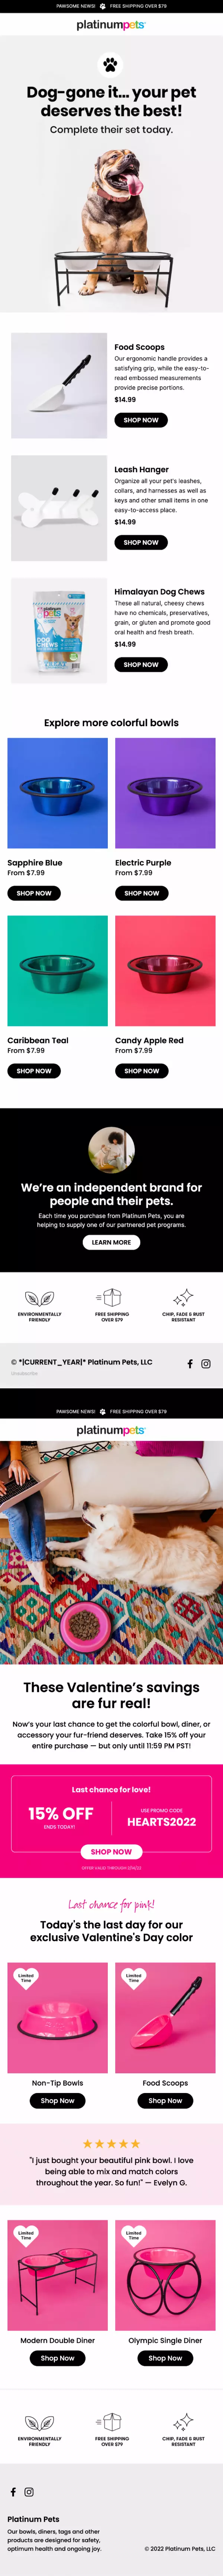 PAWSOME NEWS! FREE SHIPPING OVER $79
platinumpets
Dog-gone it... your pet
deserves the best!
Complete their set today.
Food Scoops
Our ergonomic handle provides a
satisfying grip, while the easy-to-
read embossed measurements
provide precise portions.
$14.99
SHOP NOW
Leash Hanger
Organize all your pet's leashes,
collars, and harnesses as well as
keys and other small items in one
easy-to-access place.
$14.99
SHOP NOW
platinum
pets
DOG
CHEWS
Himalayan Dog Chews
These all natural, cheesy chews
have no chemicals, preservatives,
grain, or gluten and promote good
oral health and fresh breath.
$14.99
SHOP NOW
Explore more colorful bowls
Sapphire Blue
From $7.99
SHOP NOW
Electric Purple
From $7.99
SHOP NOW
Caribbean Teal
From $7.99
SHOP NOW
Candy Apple Red
From $7.99
SHOP NOW
We're an independent brand for
people and their pets.
Each time you purchase from Platinum Pets, you are
helping to supply one of our partnered pet programs.
LEARN MORE
ENVIRONMENTALLY
FRIENDLY
FREE SHIPPING
OVER $79
CHIP, FADE & RUST
RESISTANT
© *|CURRENT_YEAR|* Platinum Pets, LLC
Unsubscribe
PAWSOME NEWS! FREE SHIPPING OVER $79
platinumpets
These Valentine's savings
are fur real!
Now's your last chance to get the colorful bowl, diner, or
accessory your fur-friend deserves. Take 15% off your
entire purchase — but only until 11:59 PM PST!
Last chance for love!
15% OFF
ENDS TODAY!
USE PROMO CODE
HEARTS2022
SHOP NOW
OFFER VALID THROUGH 2/14/22
Last chance for pink!
Today's the last day for our
exclusive Valentine's Day color
Limited
Time
Non-Tip Bowls
Shop Now
Limited
Time
Food Scoops
Shop Now
"I just bought your beautiful pink bowl. I love
being able to mix and match colors
throughout the year. So fun!" — Evelyn G.
Limited
Time
Modern Double Diner
Shop Now
Limited
Time
Olympic Single Diner
Shop Now
ENVIRONMENTALLY
FRIENDLY
FREE SHIPPING
OVER $79
CHIP, FADE & RUST
RESISTANT
Platinum Pets
Our bowls, diners, tags and other
products are designed for safety,
optimum health and ongoing joy.
© 2022 Platinum Pets, LLC